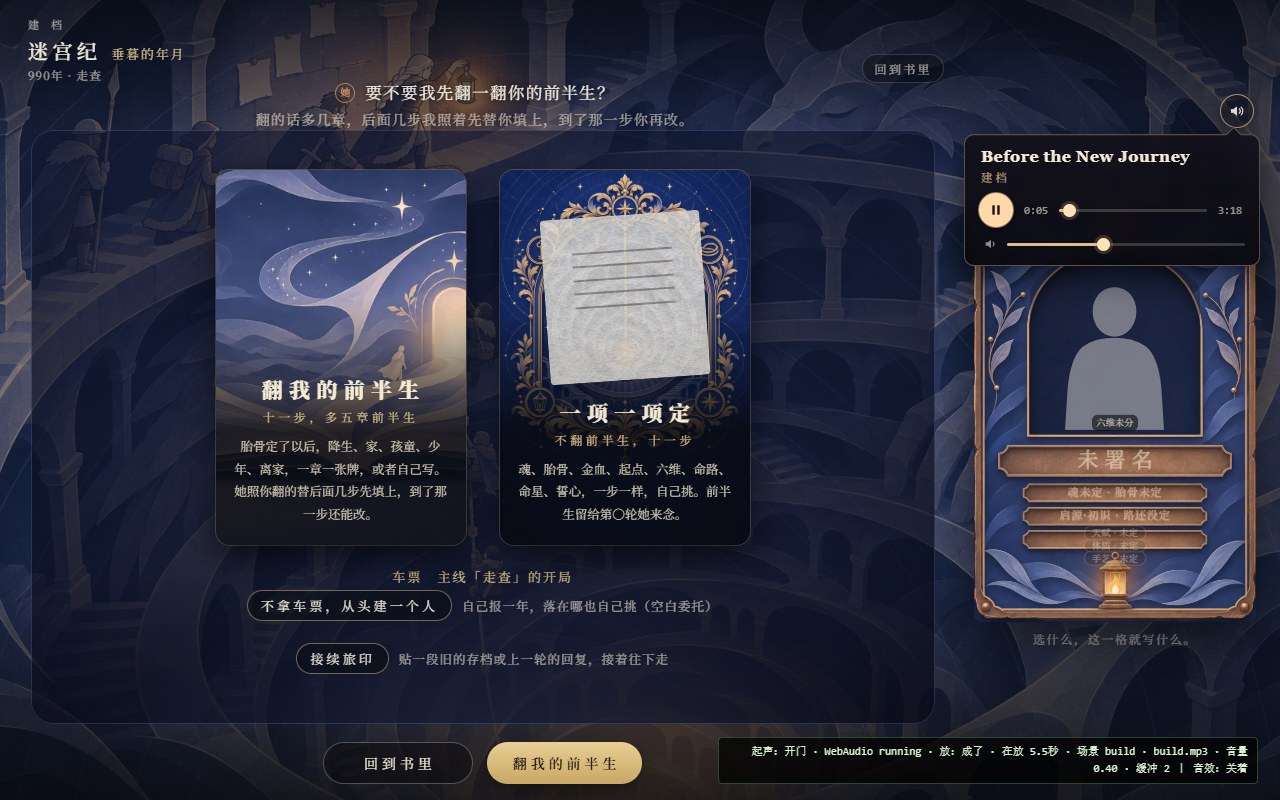 建 档
迷宫纪 垂暮的年月
990年 · 走查
回到书里
她 要不要我先翻一翻你的前半生？
翻的话多几章，后面几步我照着先替你填上，到了那一步你再改。
Before the New Journey
建档
0:05 3:18
翻我的前半生
十一步，多五章前半生
胎骨定了以后，降生、家、孩童、少
年、离家，一章一张牌，或者自己写。
她照你翻的替后面几步先填上，到了那
一步还能改。
一项一项定
不翻前半生，十一步
魂、胎骨、金血、起点、六维、命路、
命星、誓心，一步一样，自己挑。前半
生留给第〇轮她来念。
六维未分
未署名
魂未定 · 胎骨未定
启源·初识 · 路还没定
天赋 · 未定
体质 · 未定
手艺 · 未定
选什么，这一格就写什么。
车票 主线「走查」的开局
不拿车票，从头建一个人 自己报一年，落在哪也自己挑（空白委托）
接续旅印 贴一段旧的存档或上一轮的回复，接着往下走
回到书里 翻我的前半生
起声: 开门 · WebAudio running · 放: 成了 · 在放 5.5秒 · 场景 build · build.mp3 · 音量
0.40 · 缓冲 2 | 音效: 关着